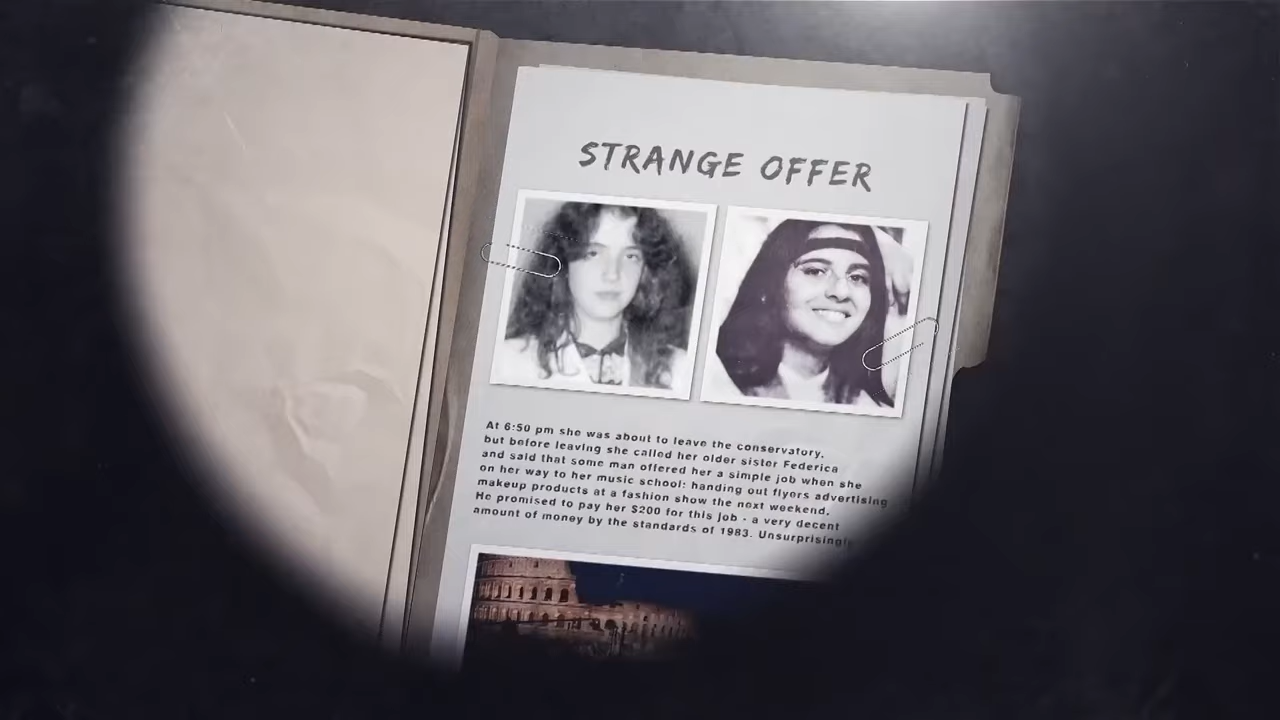 STRANGE OFFER
At 6:50 pm she was about to leave the conservatory,
but before leaving she called her older sister Federica
and said that some man offered her a simple job when she
on her way to her music school: handing out flyers advertising
makeup products at a fashion show the next weekend.
He promised to pay her $200 for this job - a very decent
amount of money by the standards of 1983. Unsurprisingly